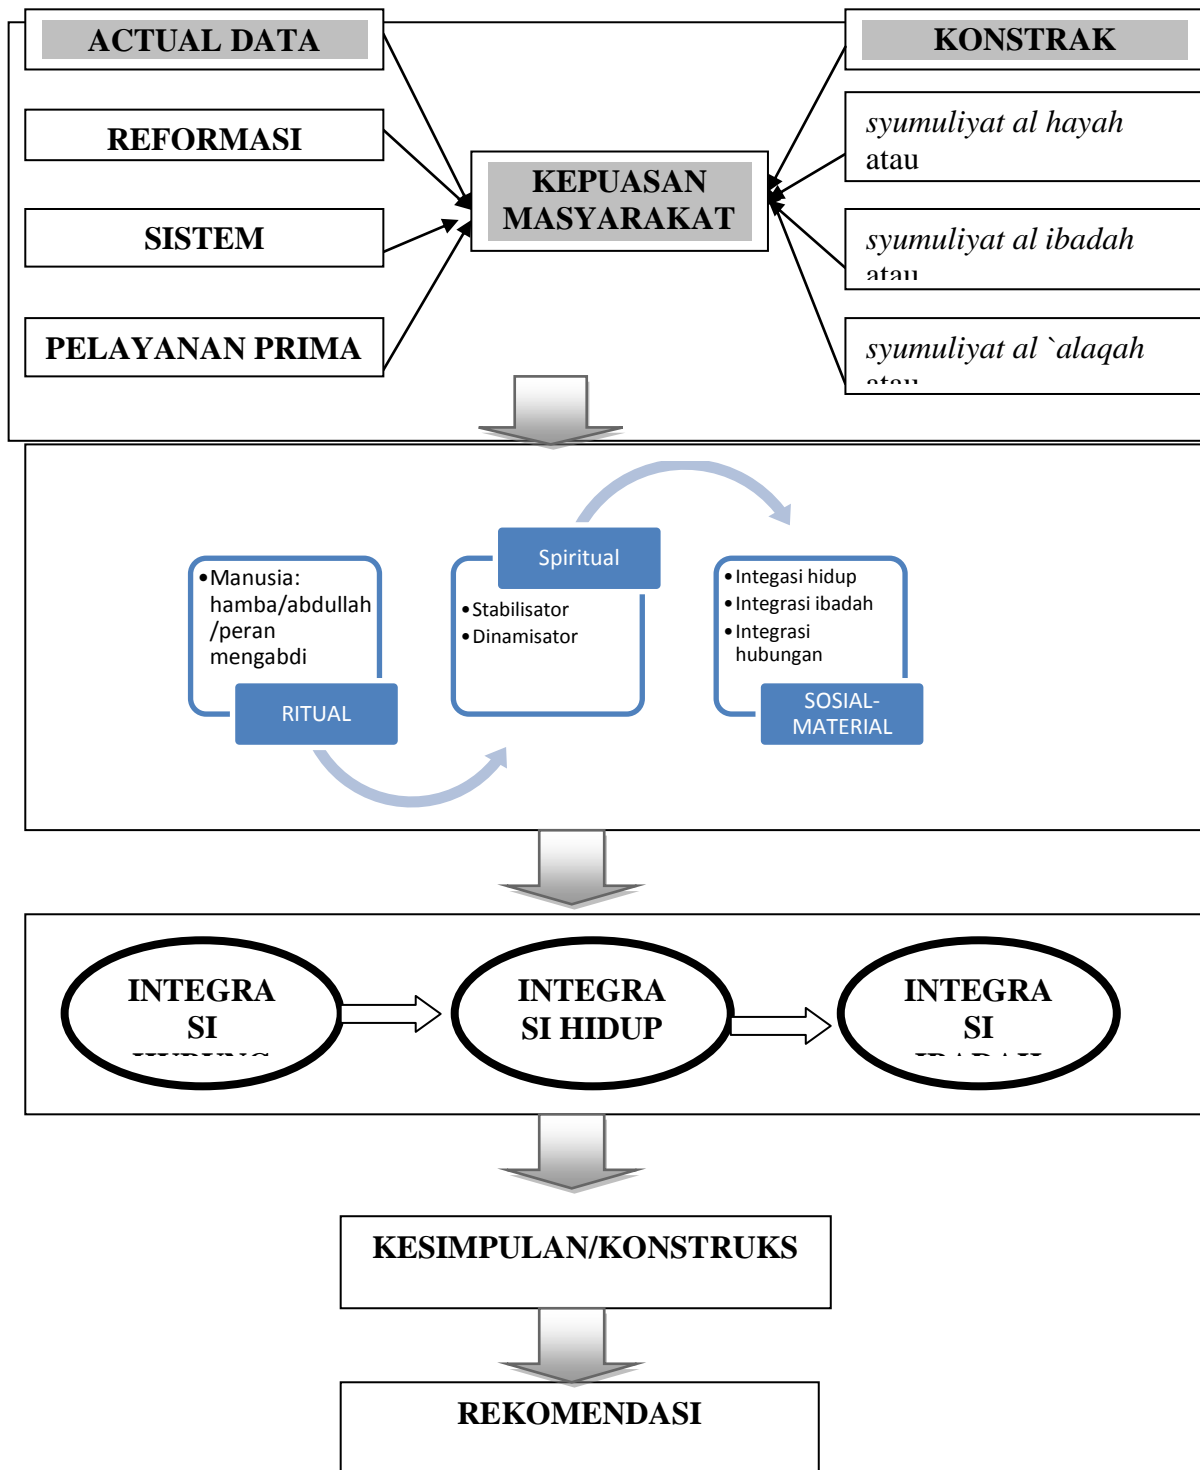 ACTUAL DATA
REFORMASI
SISTEM
PELAYANAN PRIMA
KEPUASAN
MASYARAKAT
KONSTRAK
syumuliyat al hayah
atau
syumuliyat al ibadah
atau
syumuliyat al `alaqah
•Manusia:
hamba/abdullah
/peran
mengabdi
RITUAL
Spiritual
•Stabilisator
•Dinamisator
•Integasi hidup
•Integrasi ibadah
•Integrasi
hubungan
SOSIAL-
MATERIAL
INTEGRA
SI
INTEGRA
SI HIDUP
INTEGRA
SI
KESIMPULAN/KONSTRUKS
REKOMENDASI